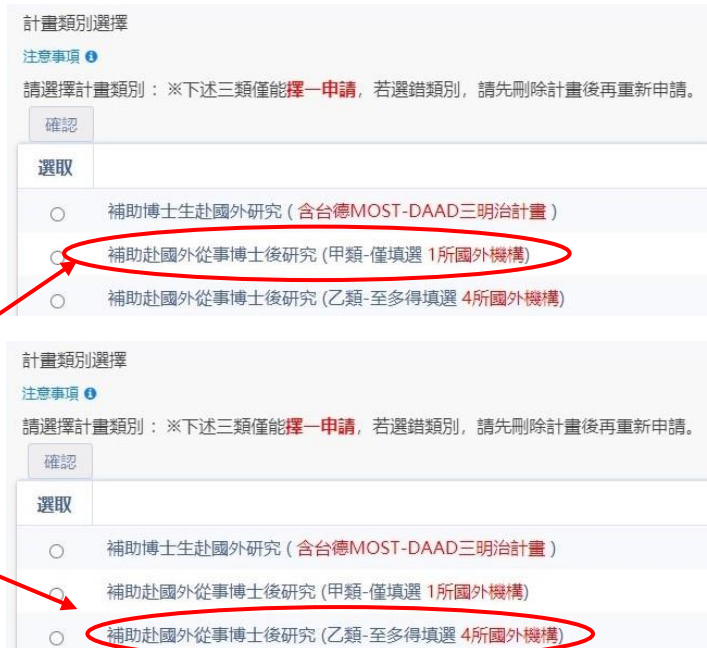 計畫類別選擇
注意事項
請選擇計畫類別：※下述三類僅能擇一申請，若選錯類別，請先刪除計畫後再重新申請。
確認
選取
補助博士生赴國外研究 ( 含台德MOST-DAAD三明治計畫 )
補助赴國外從事博士後研究 (甲類-僅填選 1所國外機構)
補助赴國外從事博士後研究 (乙類-至多得填選 4所國外機構)
計畫類別選擇
注意事項
請選擇計畫類別：※下述三類僅能擇一申請，若選錯類別，請先刪除計畫後再重新申請。
確認
選取
補助博士生赴國外研究 ( 含台德MOST-DAAD三明治計畫 )
補助赴國外從事博士後研究 (甲類-僅填選 1所國外機構)
補助赴國外從事博士後研究 (乙類-至多得填選 4所國外機構)